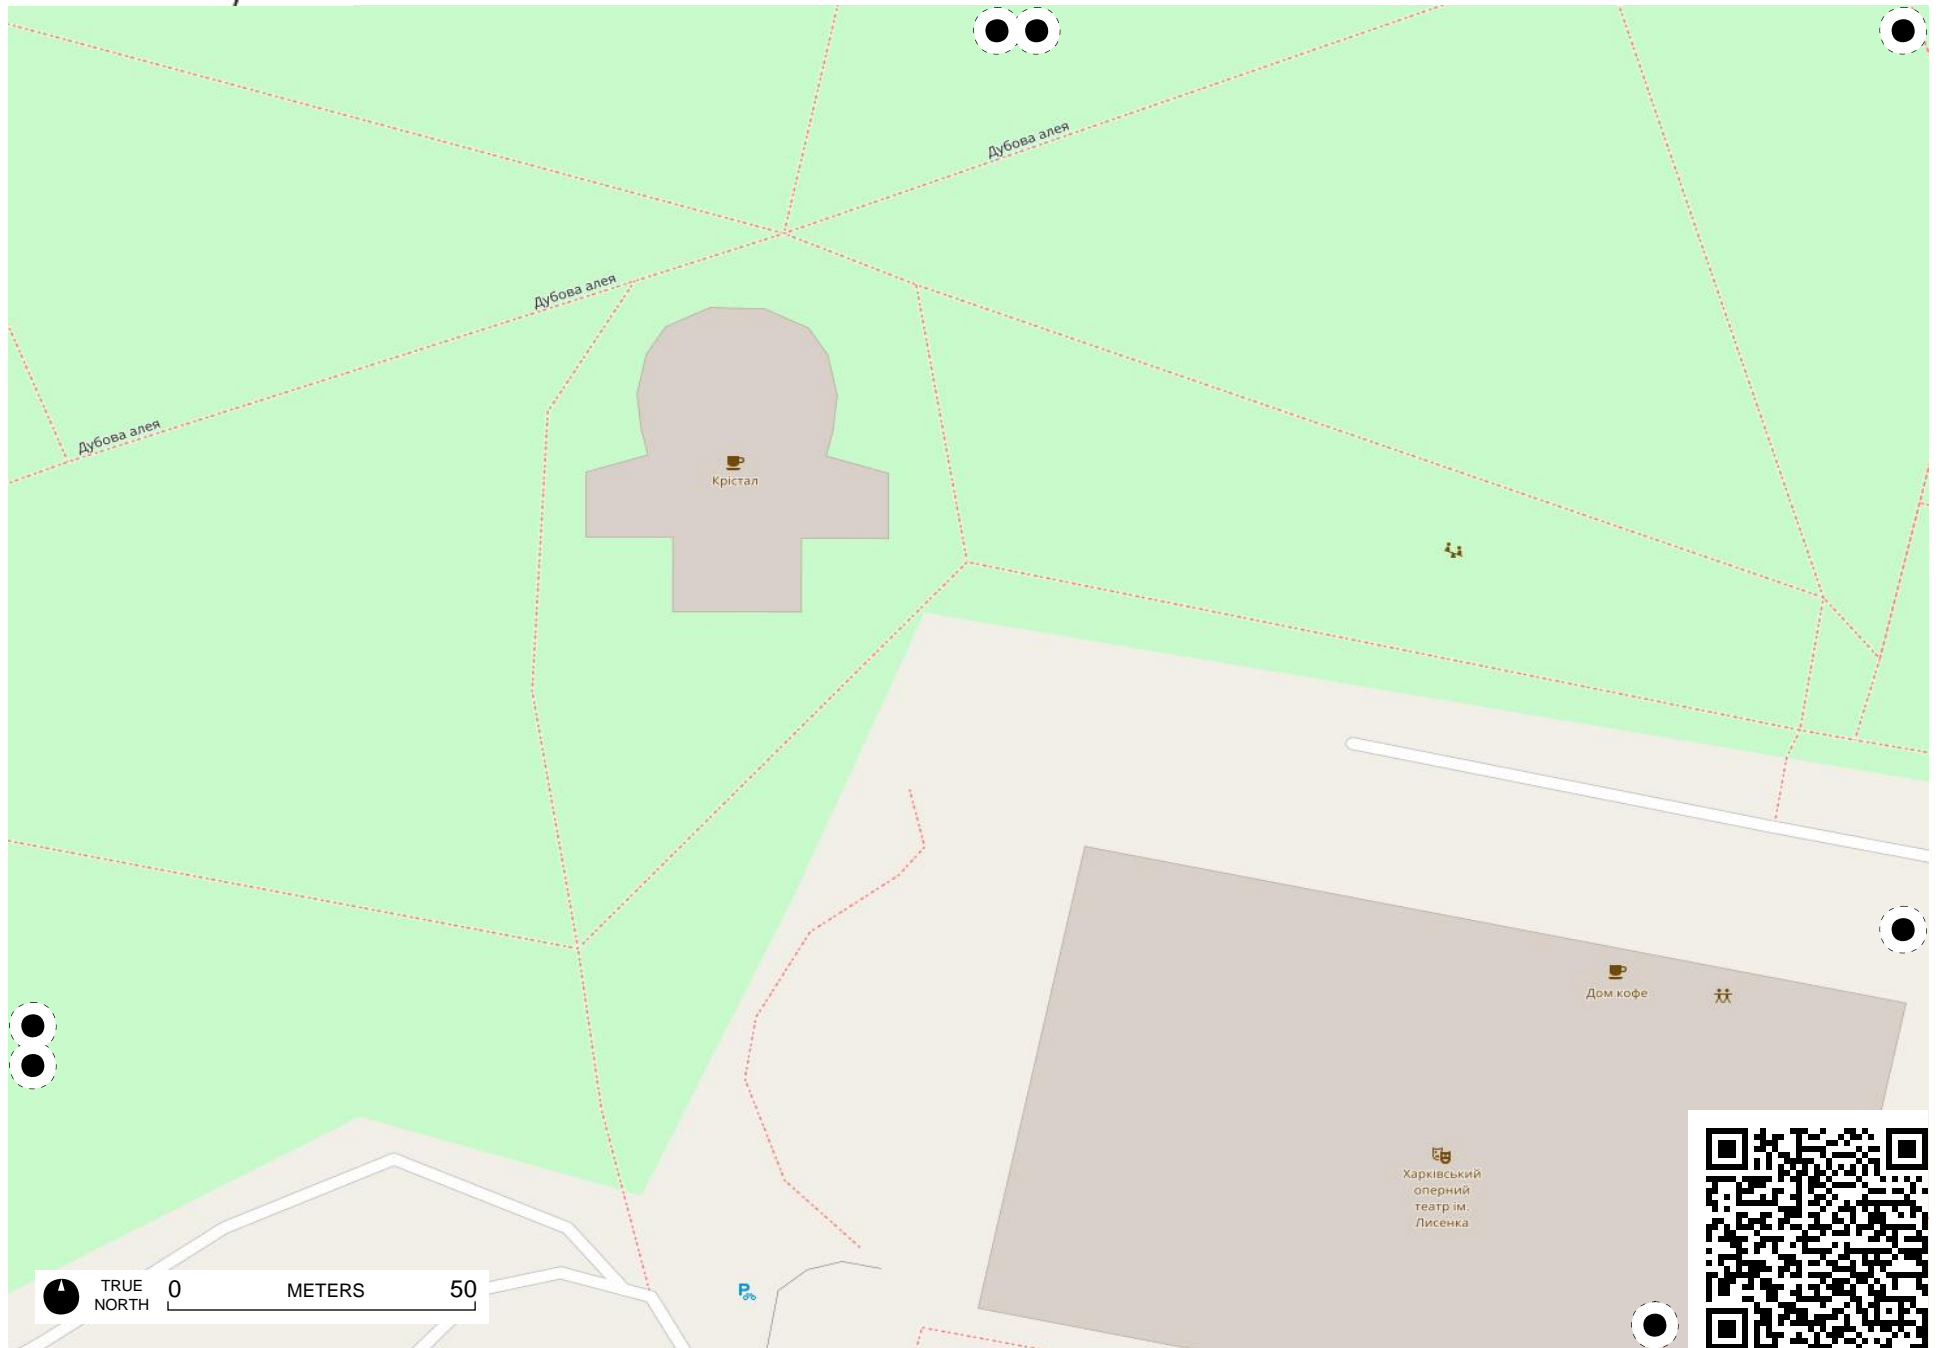 Дубова алея
Дубова алея
Дубова алея
Крістал
Дом кофе
Харківський
оперний
театр ім.
Лисенка
P
TRUE
NORTH
0 METERS 50